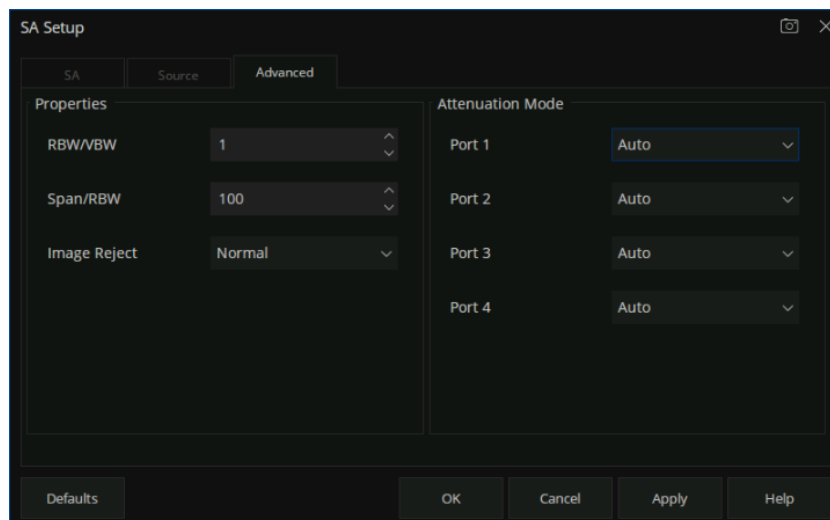 SA Setup
SA Source Advanced
Properties
RBW/VBW 1
Span/RBW 100
Image Reject Normal
Attenuation Mode
Port 1 Auto
Port 2 Auto
Port 3 Auto
Port 4 Auto
Defaults OK Cancel Apply Help